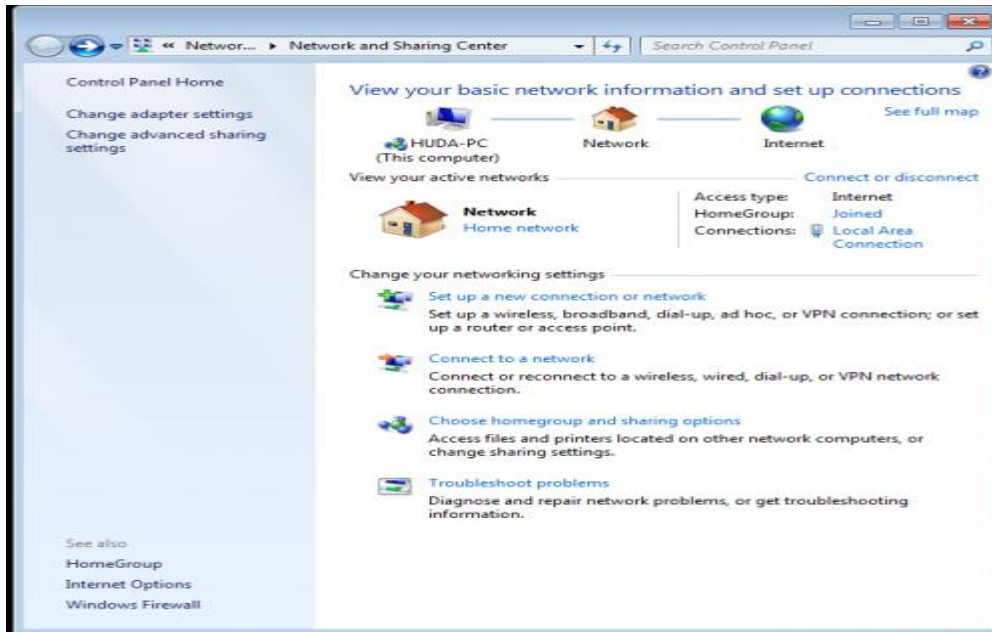 « Networ... ▸ Network and Sharing Center
Search Control Panel
Control Panel Home
Change adapter settings
Change advanced sharing
settings
See also
HomeGroup
Internet Options
Windows Firewall
View your basic network information and set up connections
See full map
HUDA-PC
(This computer)
Network
Internet
View your active networks
Connect or disconnect
Network
Home network
Access type: Internet
HomeGroup: Joined
Connections: Local Area
Connection
Change your networking settings
Set up a new connection or network
Set up a wireless, broadband, dial-up, ad hoc, or VPN connection; or set
up a router or access point.
Connect to a network
Connect or reconnect to a wireless, wired, dial-up, or VPN network
connection.
Choose homegroup and sharing options
Access files and printers located on other network computers, or
change sharing settings.
Troubleshoot problems
Diagnose and repair network problems, or get troubleshooting
information.